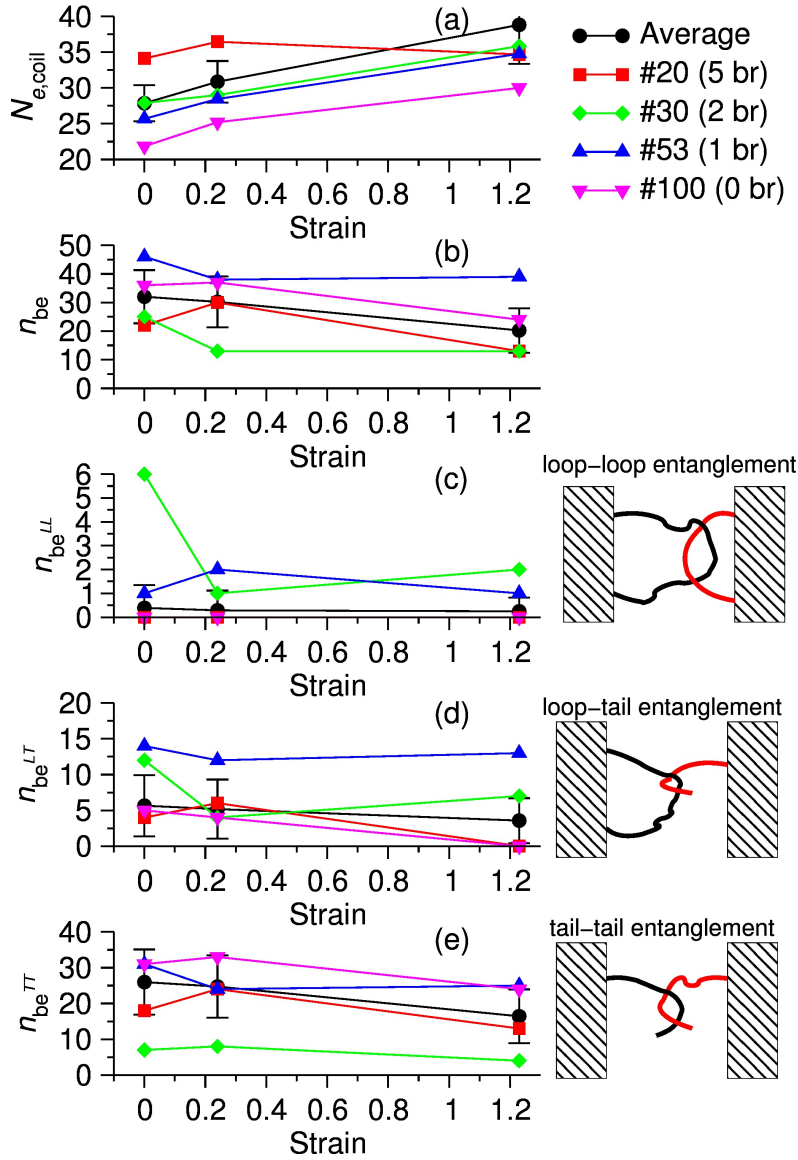 (a)
40
35
30
25
20
N e,coil
0 0.2 0.4 0.6 0.8 1 1.2
Strain
Average
#20 (5 br)
#30 (2 br)
#53 (1 br)
#100 (0 br)
(b)
50
40
30
20
10
0
n be
0 0.2 0.4 0.6 0.8 1 1.2
Strain
(c)
6
5
4
3
2
1
0
n be LL
0 0.2 0.4 0.6 0.8 1 1.2
Strain
loop-loop entanglement
(d)
20
15
10
5
0
n be LT
0 0.2 0.4 0.6 0.8 1 1.2
Strain
loop-tail entanglement
(e)
40
30
20
10
0
n be TT
0 0.2 0.4 0.6 0.8 1 1.2
Strain
tail-tail entanglement